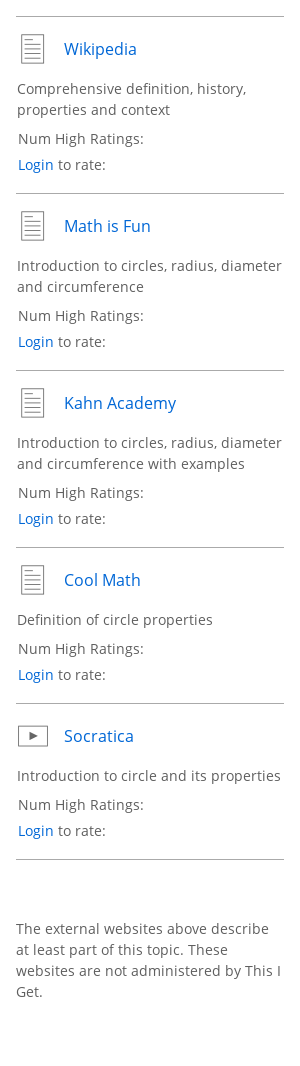 Wikipedia
Comprehensive definition, history,
properties and context
Num High Ratings:
Login to rate:
Math is Fun
Introduction to circles, radius, diameter
and circumference
Num High Ratings:
Login to rate:
Kahn Academy
Introduction to circles, radius, diameter
and circumference with examples
Num High Ratings:
Login to rate:
Cool Math
Definition of circle properties
Num High Ratings:
Login to rate:
Socratica
Introduction to circle and its properties
Num High Ratings:
Login to rate:
The external websites above describe
at least part of this topic. These
websites are not administered by This I
Get.